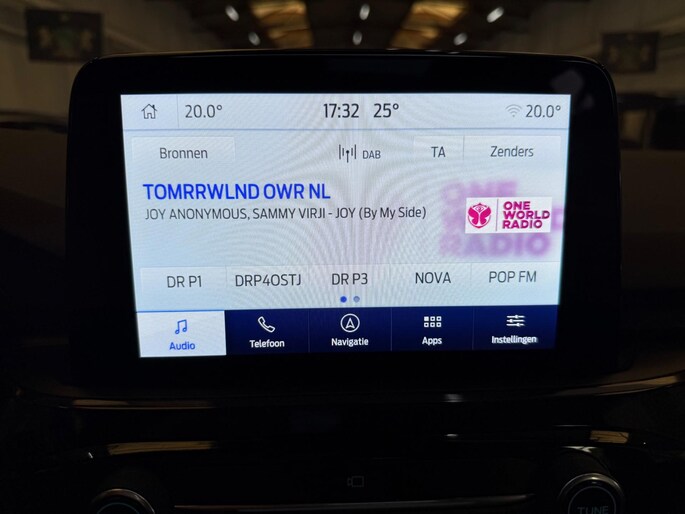 20.0° 17:32 25° 20.0°
Bronnen DAB TA Zenders
TOMRRWLND OWR NL
JOY ANONYMOUS, SAMMY VIRJI - JOY (By My Side)
ONE
WORLD
RADIO
DR P1 DRP4OSTJ DR P3 NOVA POP FM
Audio Telefoon Navigatie Apps Instellingen
TUNE